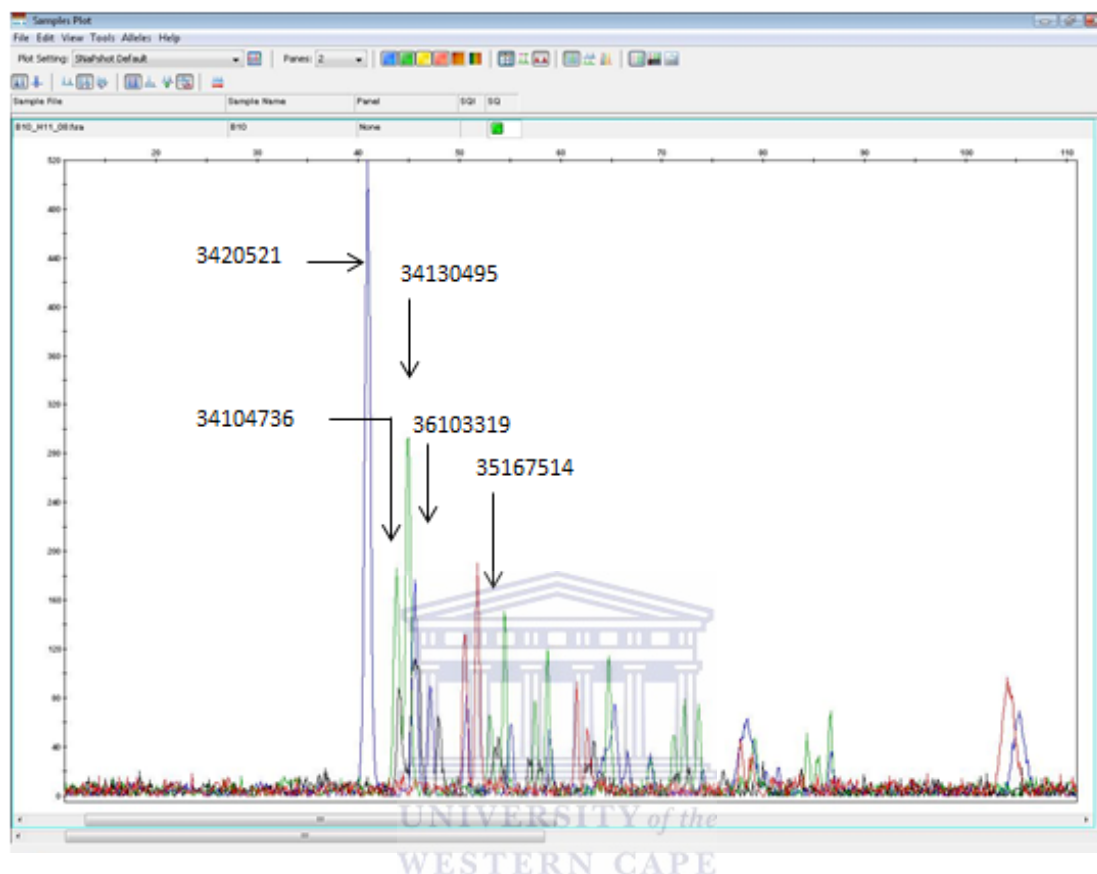 Samples Plot
File Edit View Tools Alleles Help
Plot Setting: SNaPshot Default Panes: 2
Sample File Sample Name Panel SQI SQ
B10_H11_08.fsa B10 None
20 30 40 50 60 70 80 90 100 110
520
480
440
400
360
320
280
240
200
160
120
80
40
0
3420521
34130495
34104736
36103319
35167514
UNIVERSITY of the
WESTERN CAPE